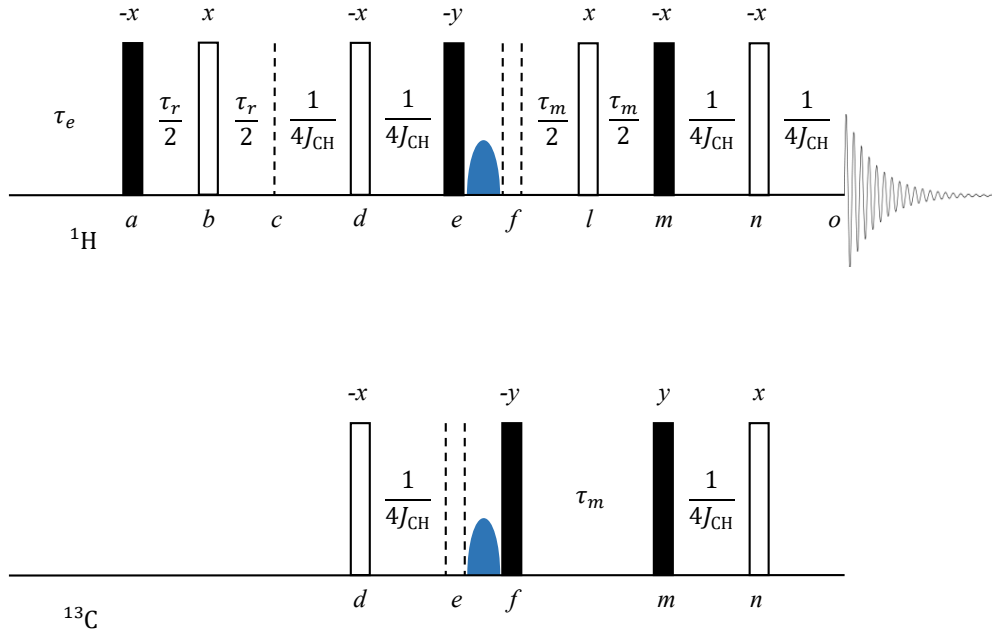 -x x -x -y x -x -x
τe τr/2 τr/2 1/4JCH 1/4JCH τm/2 τm/2 1/4JCH 1/4JCH
a b c d e f l m n o
1H
-x -y y x
1/4JCH τm 1/4JCH
d e f m n
13C